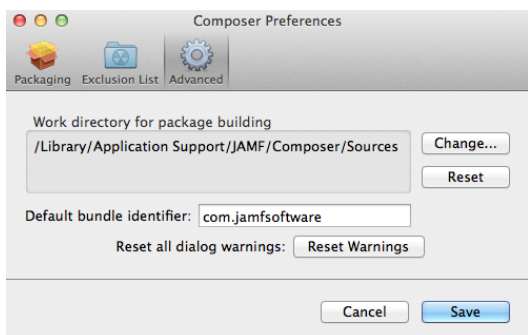 Composer Preferences
Packaging Exclusion List Advanced
Work directory for package building
/Library/Application Support/JAMF/Composer/Sources
Change...
Reset
Default bundle identifier: com.jamfsoftware
Reset all dialog warnings: Reset Warnings
Cancel Save